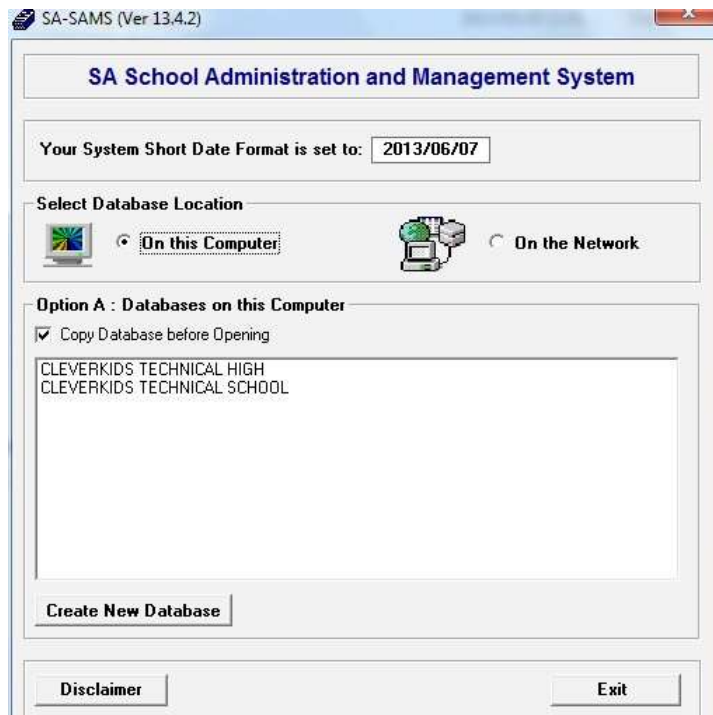 SA-SAMS (Ver 13.4.2)
SA School Administration and Management System
Your System Short Date Format is set to: 2013/06/07
Select Database Location
On this Computer
On the Network
Option A : Databases on this Computer
Copy Database before Opening
CLEVERKIDS TECHNICAL HIGH
CLEVERKIDS TECHNICAL SCHOOL
Create New Database
Disclaimer
Exit